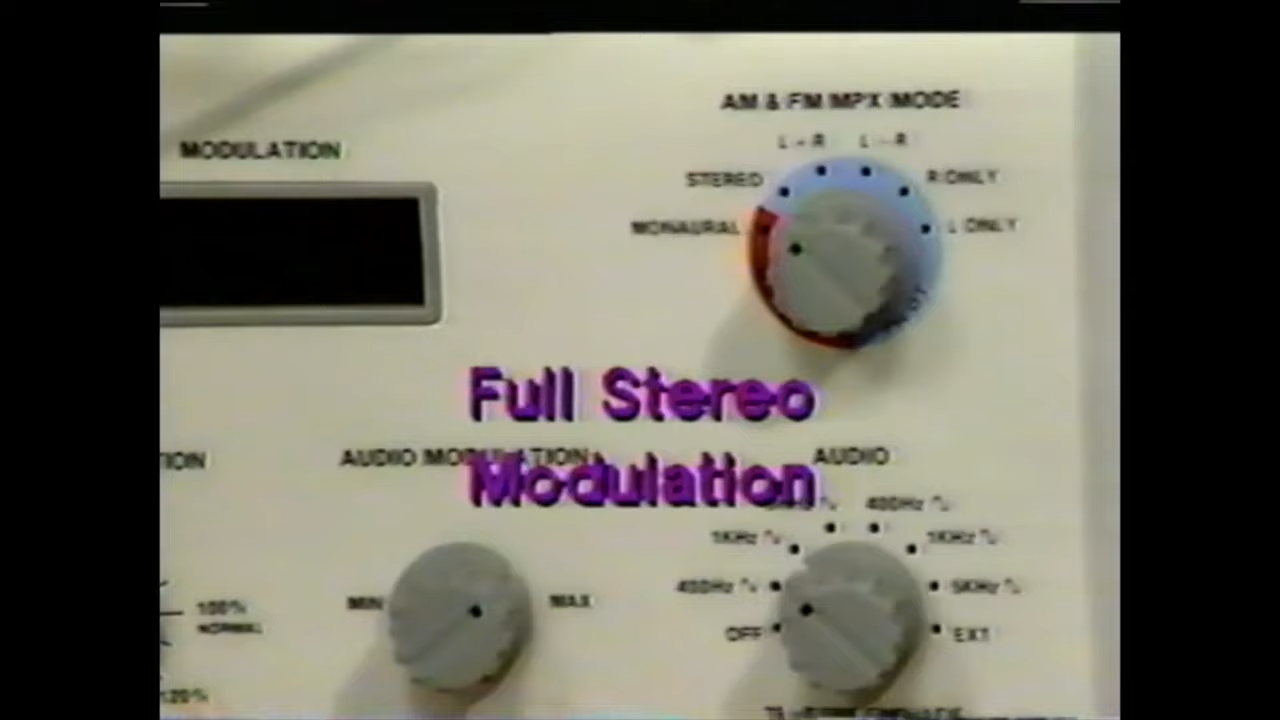 AM & FM MPX MODE
L + R L - R
MODULATION
STEREO R ONLY
MONAURAL L ONLY
Full Stereo
AUDIO MODULATION AUDIO
Modulation
400Hz
1KHz 1KHz
400Hz 5KHz
MIN MAX
100%
NORMAL
OFF EXT
120%